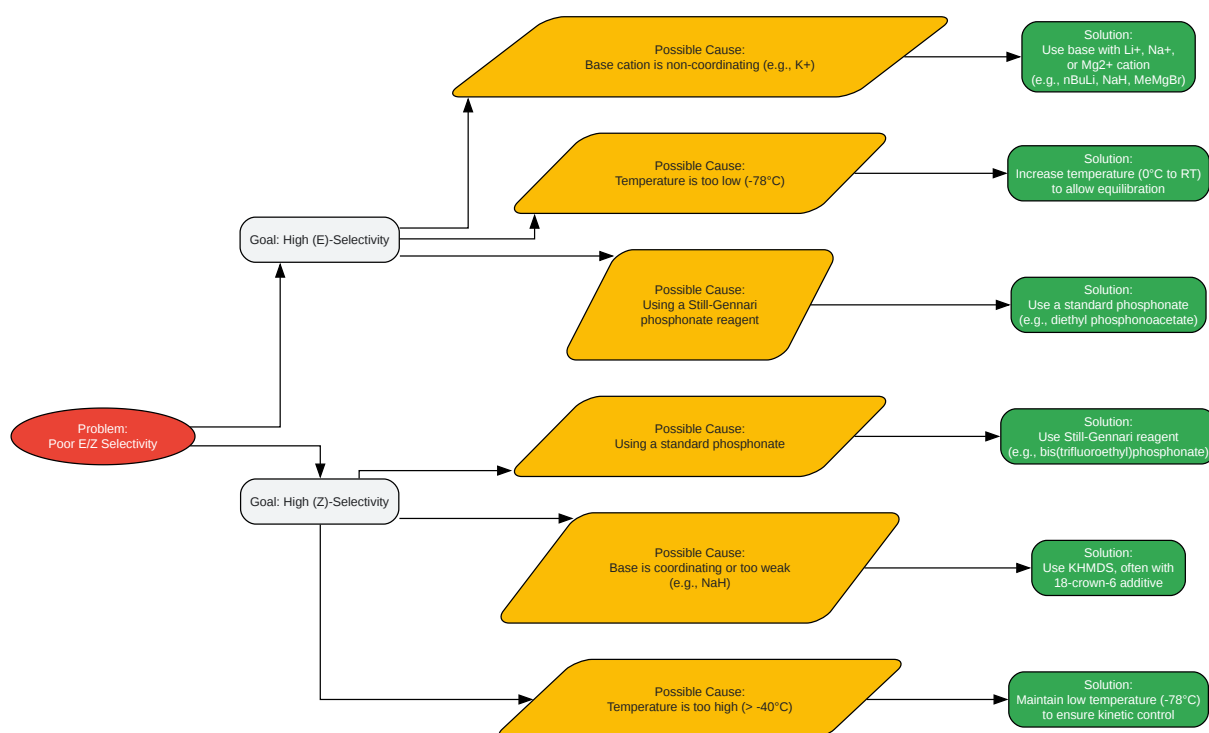 Problem:
Poor E/Z Selectivity
Goal: High (E)-Selectivity
Possible Cause:
Base cation is non-coordinating (e.g., K+)
Solution:
Use base with Li+, Na+,
or Mg2+ cation
(e.g., nBuLi, NaH, MeMgBr)
Possible Cause:
Temperature is too low (-78°C)
Solution:
Increase temperature (0°C to RT)
to allow equilibration
Possible Cause:
Using a Still-Gennari
phosphonate reagent
Solution:
Use a standard phosphonate
(e.g., diethyl phosphonoacetate)
Goal: High (Z)-Selectivity
Possible Cause:
Using a standard phosphonate
Solution:
Use Still-Gennari reagent
(e.g., bis(trifluoroethyl)phosphonate)
Possible Cause:
Base is coordinating or too weak
(e.g., NaH)
Solution:
Use KHMDS, often with
18-crown-6 additive
Possible Cause:
Temperature is too high (> -40°C)
Solution:
Maintain low temperature (-78°C)
to ensure kinetic control